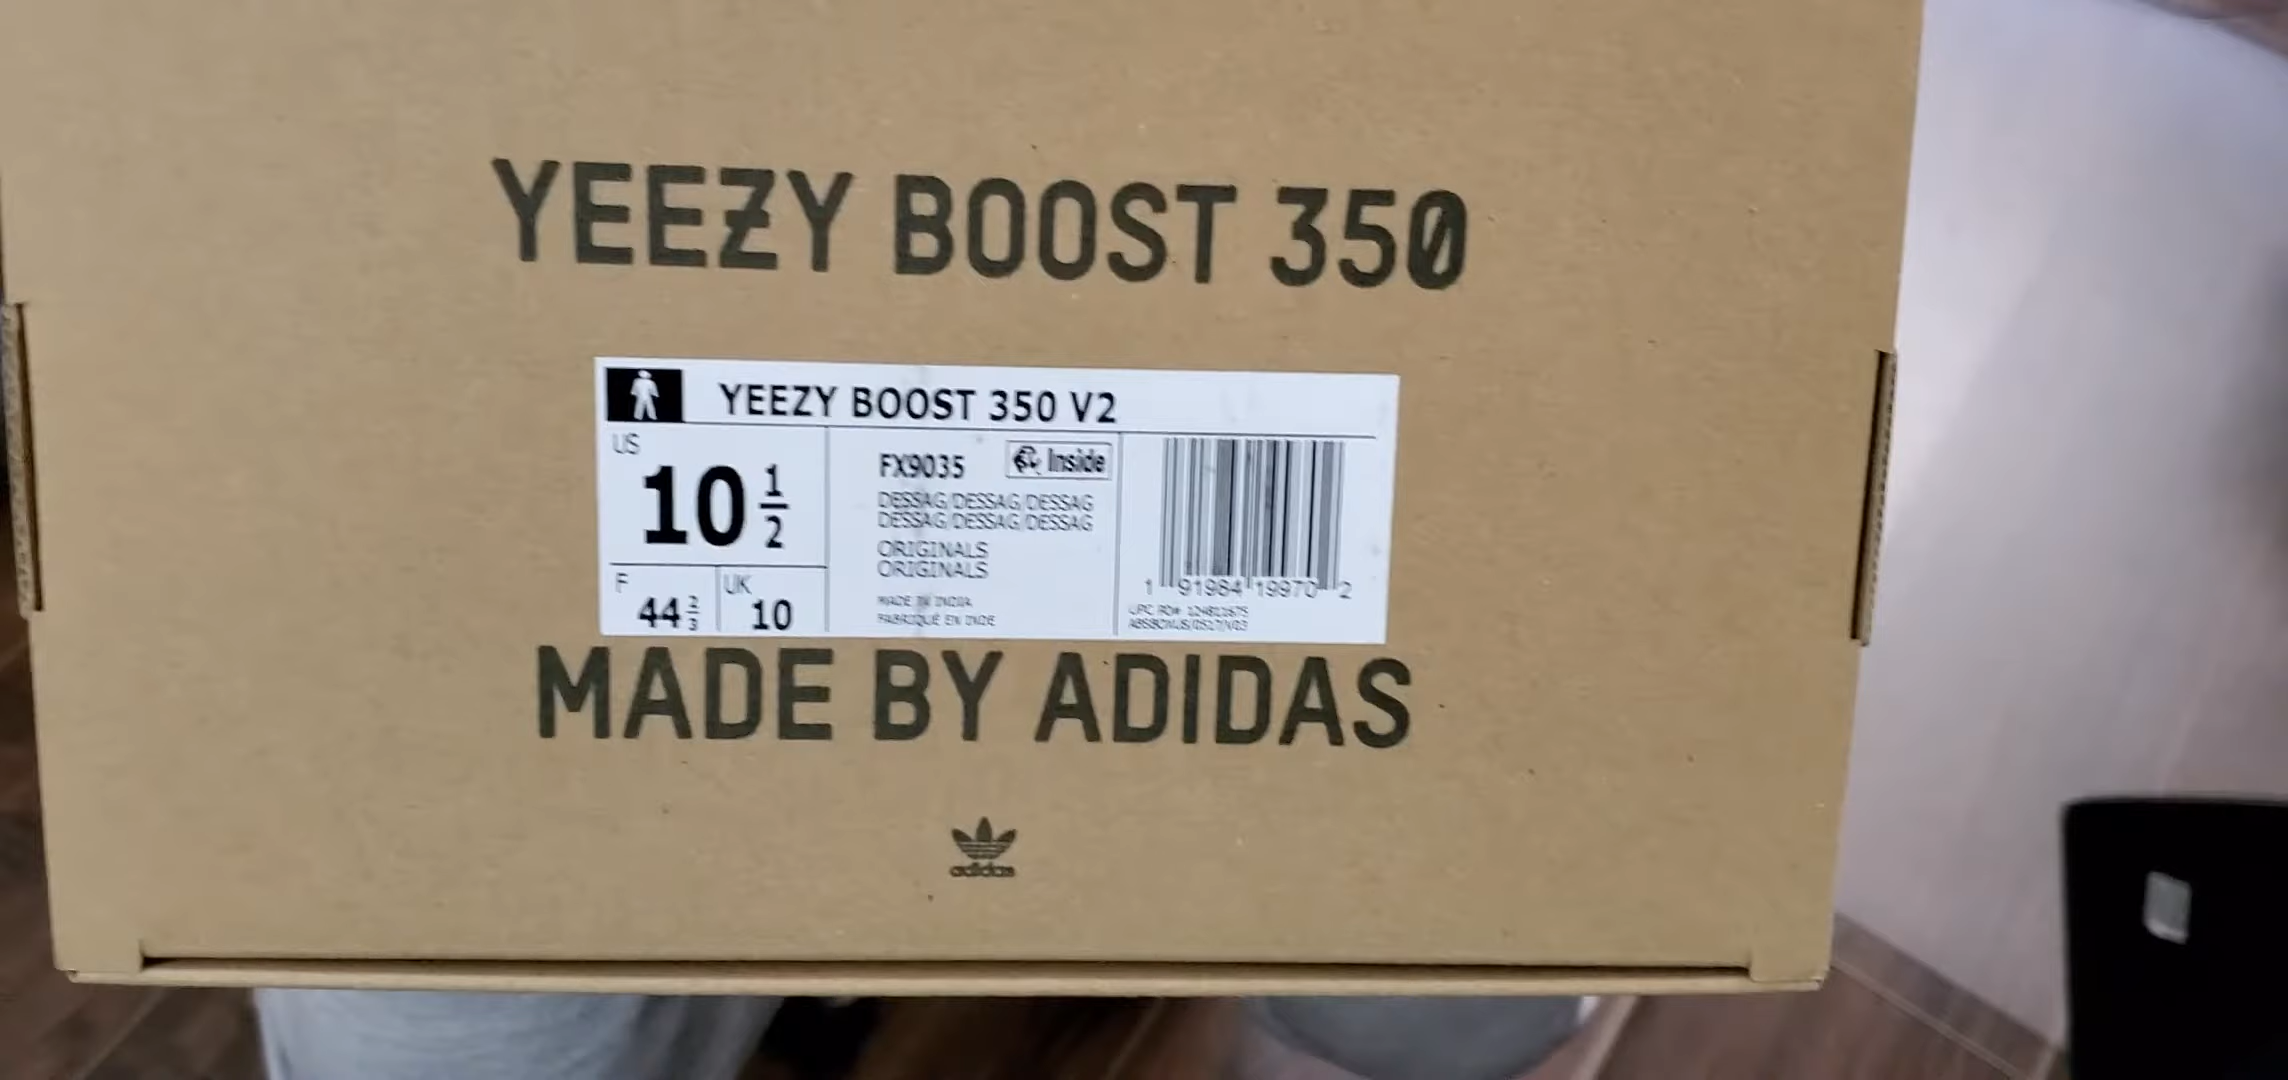 YEEZY BOOST 350
YEEZY BOOST 350 V2
US
10 1/2
F
44 2/3
UK
10
FX9035
Inside
DESSAG/DESSAG/DESSAG
DESSAG/DESSAG/DESSAG
ORIGINALS
ORIGINALS
MADE IN INDIA
FABRIQUÉ EN INDE
1 91984 19970 2
MADE BY ADIDAS
adidas